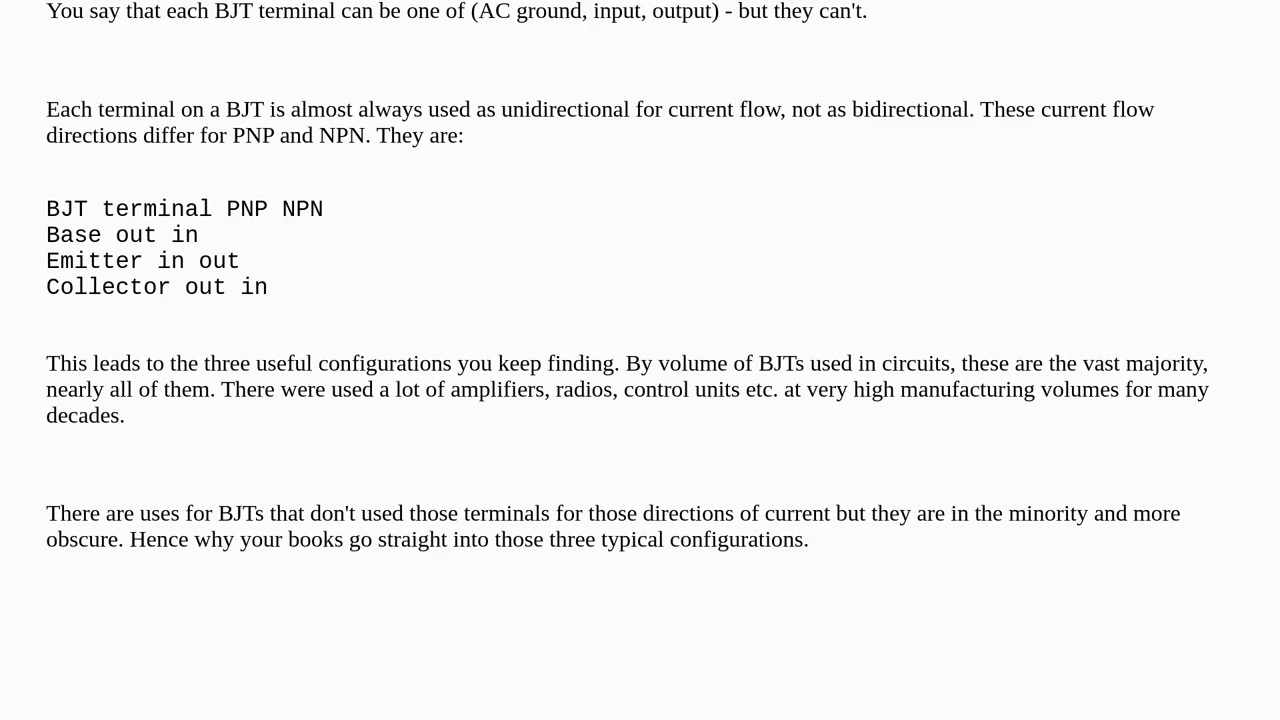 You say that each BJT terminal can be one of (AC ground, input, output) - but they can't.
Each terminal on a BJT is almost always used as unidirectional for current flow, not as bidirectional. These current flow
directions differ for PNP and NPN. They are:
BJT terminal PNP NPN
Base out in
Emitter in out
Collector out in
This leads to the three useful configurations you keep finding. By volume of BJTs used in circuits, these are the vast majority,
nearly all of them. There were used a lot of amplifiers, radios, control units etc. at very high manufacturing volumes for many
decades.
There are uses for BJTs that don't used those terminals for those directions of current but they are in the minority and more
obscure. Hence why your books go straight into those three typical configurations.